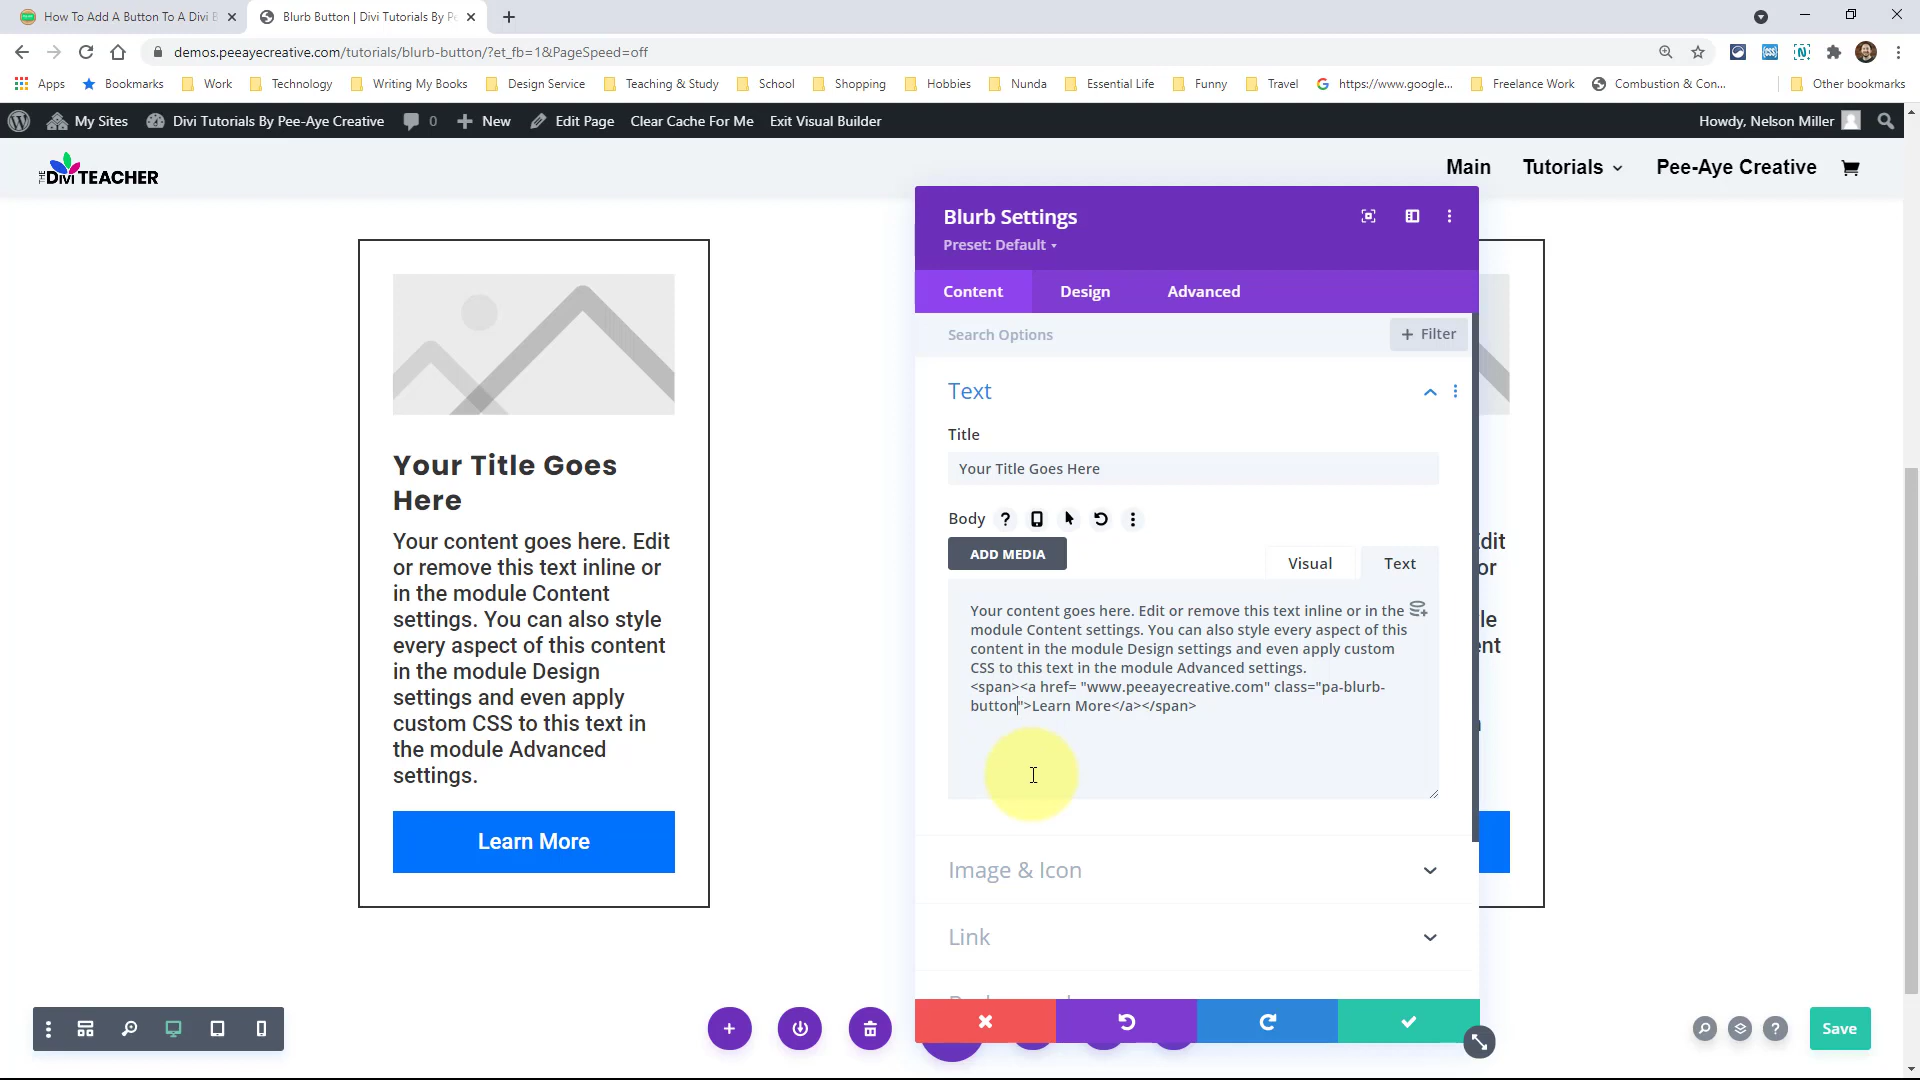 How To Add A Button To A Divi B
Blurb Button | Divi Tutorials By Pe
demos.peeayecreative.com/tutorials/blurb-button/?et_fb=1&PageSpeed=off
Apps
Bookmarks
Work
Technology
Writing My Books
Design Service
Teaching & Study
School
Shopping
Hobbies
Nunda
Essential Life
Funny
Travel
https://www.google...
Freelance Work
Combustion & Con...
Other bookmarks
My Sites
Divi Tutorials By Pee-Aye Creative
0
New
Edit Page
Clear Cache For Me
Exit Visual Builder
Howdy, Nelson Miller
THE DIVI TEACHER
Main
Tutorials
Pee-Aye Creative
Your Title Goes
Here
Your content goes here. Edit
or remove this text inline or
in the module Content
settings. You can also style
every aspect of this content
in the module Design
settings and even apply
custom CSS to this text in
the module Advanced
settings.
Learn More
Blurb Settings
Preset: Default
Content
Design
Advanced
Search Options
+ Filter
Text
Title
Your Title Goes Here
Body
ADD MEDIA
Visual
Text
Your content goes here. Edit or remove this text inline or in the
module Content settings. You can also style every aspect of this
content in the module Design settings and even apply custom
CSS to this text in the module Advanced settings.
<span><a href= "www.peeayecreative.com" class="pa-blurb-
button">Learn More</a></span>
Image & Icon
Link
Save